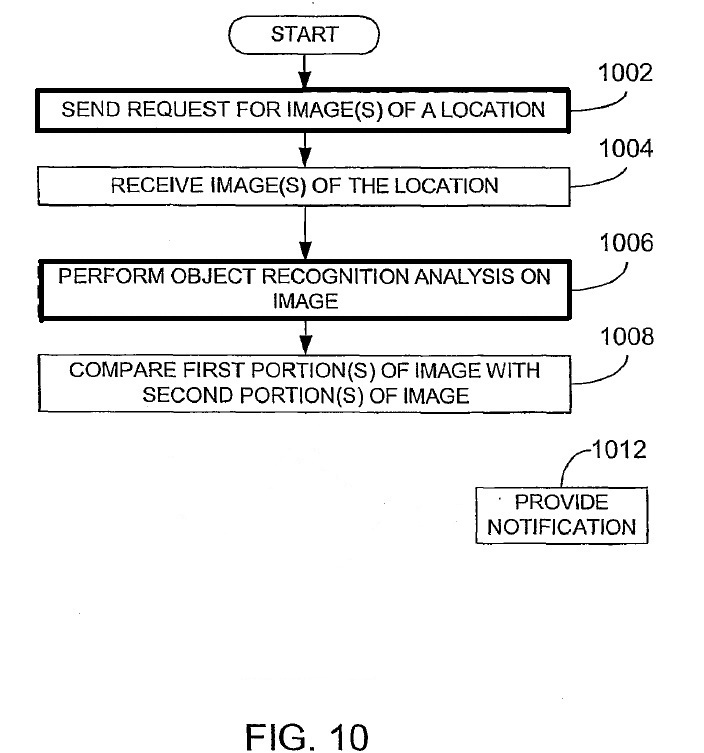 START
1002
SEND REQUEST FOR IMAGE(S) OF A LOCATION
1004
RECEIVE IMAGE(S) OF THE LOCATION
1006
PERFORM OBJECT RECOGNITION ANALYSIS ON
IMAGE
1008
COMPARE FIRST PORTION(S) OF IMAGE WITH
SECOND PORTION(S) OF IMAGE
1012
PROVIDE
NOTIFICATION
FIG. 10